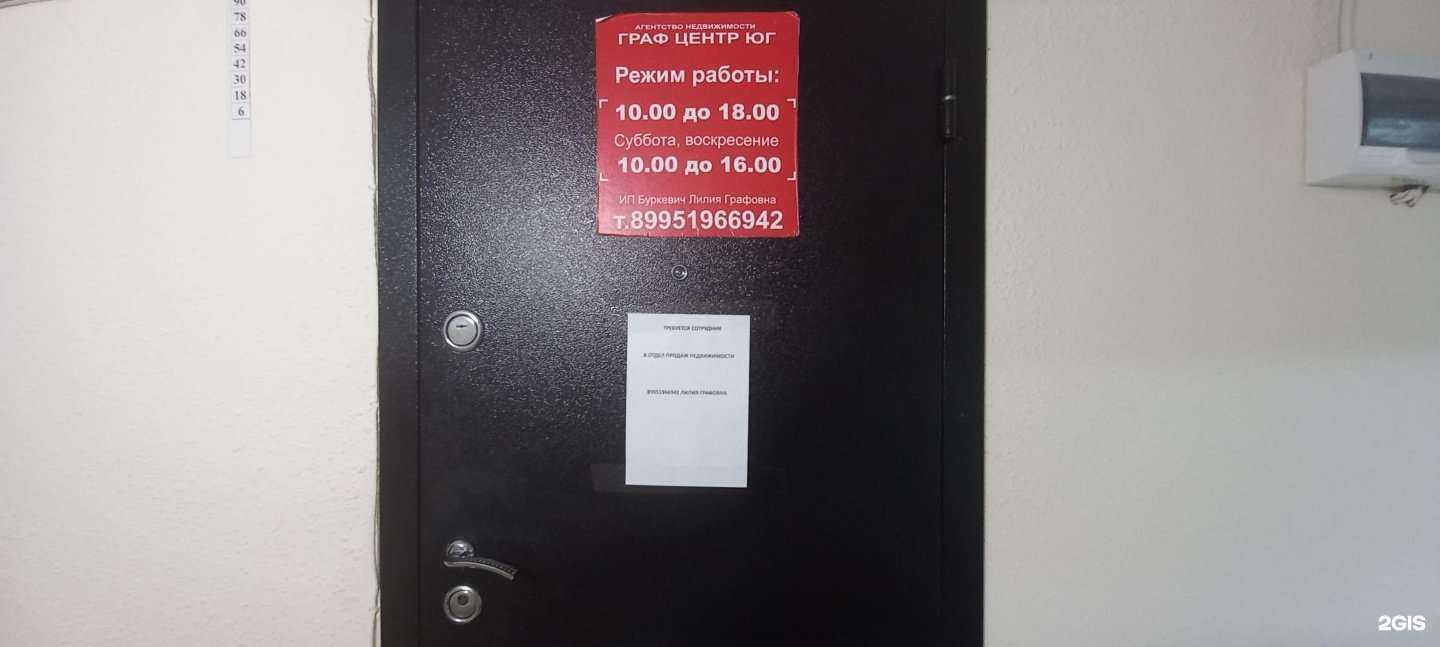 90
78
66
54
42
30
18
6
АГЕНТСТВО НЕДВИЖИМОСТИ
ГРАФ ЦЕНТР ЮГ
Режим работы:
10.00 до 18.00
Суббота, воскресение
10.00 до 16.00
ИП Буркевич Лилия Графовна
т.89951966942
ТРЕБУЕТСЯ СОТРУДНИК
В ОТДЕЛ ПРОДАЖ НЕДВИЖИМОСТИ
89951966942 ЛИЛИЯ ГРАФОВНА
2GIS